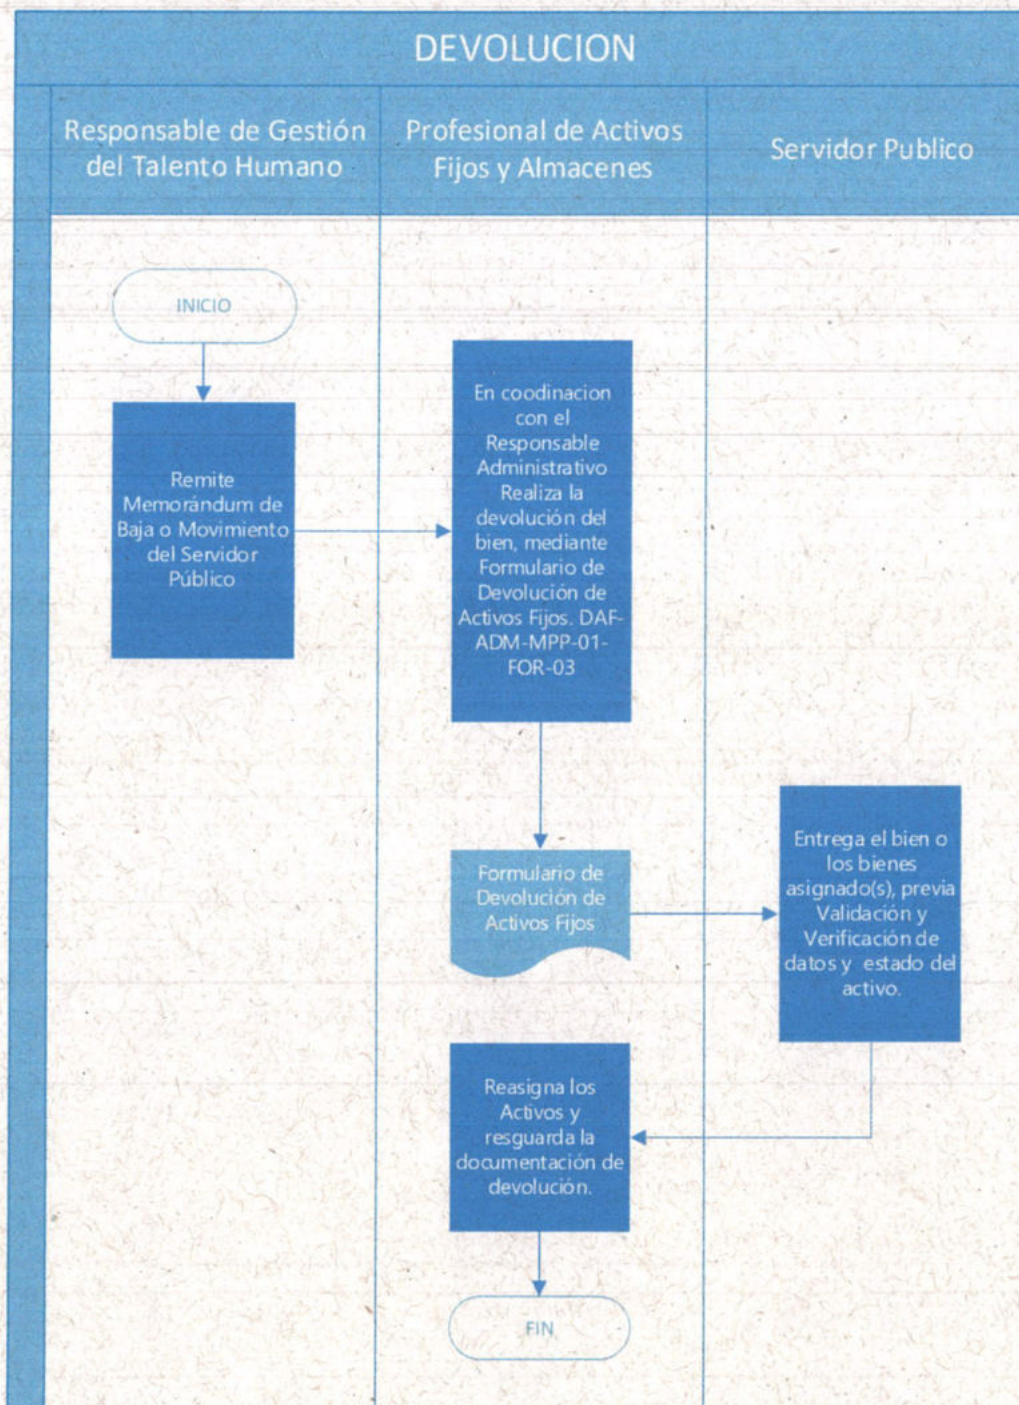 DEVOLUCION
Responsable de Gestión
del Talento Humano
Profesional de Activos
Fijos y Almacenes
Servidor Publico
INICIO
Remite
Memorándum de
Baja o Movimiento
del Servidor
Público
En coodinacion
con el
Responsable
Administrativo
Realiza la
devolución del
bien, mediante
Formulario de
Devolución de
Activos Fijos. DAF-
ADM-MPP-01-
FOR-03
Formulario de
Devolución de
Activos Fijos
Entrega el bien o
los bienes
asignado(s), previa
Validación y
Verificación de
datos y estado del
activo.
Reasigna los
Activos y
resguarda la
documentación de
devolución.
FIN